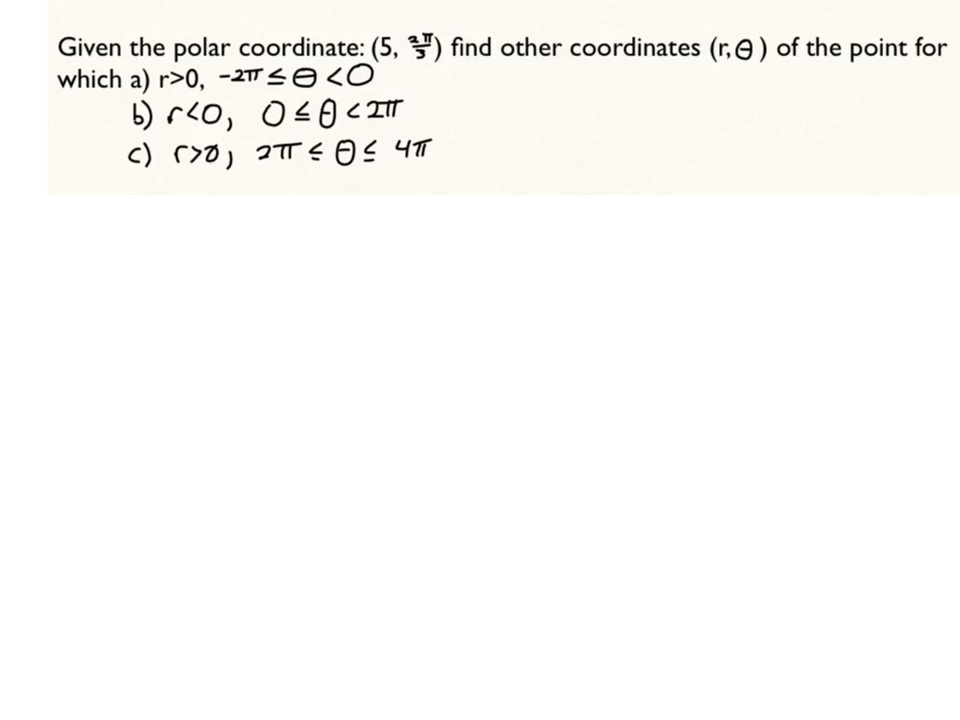 Given the polar coordinate: (5, 2π/3) find other coordinates (r,θ) of the point for
which a) r>0, -2π ≤ θ <0
b) r<0, 0 ≤ θ < 2π
c) r>0, 2π ≤ θ ≤ 4π